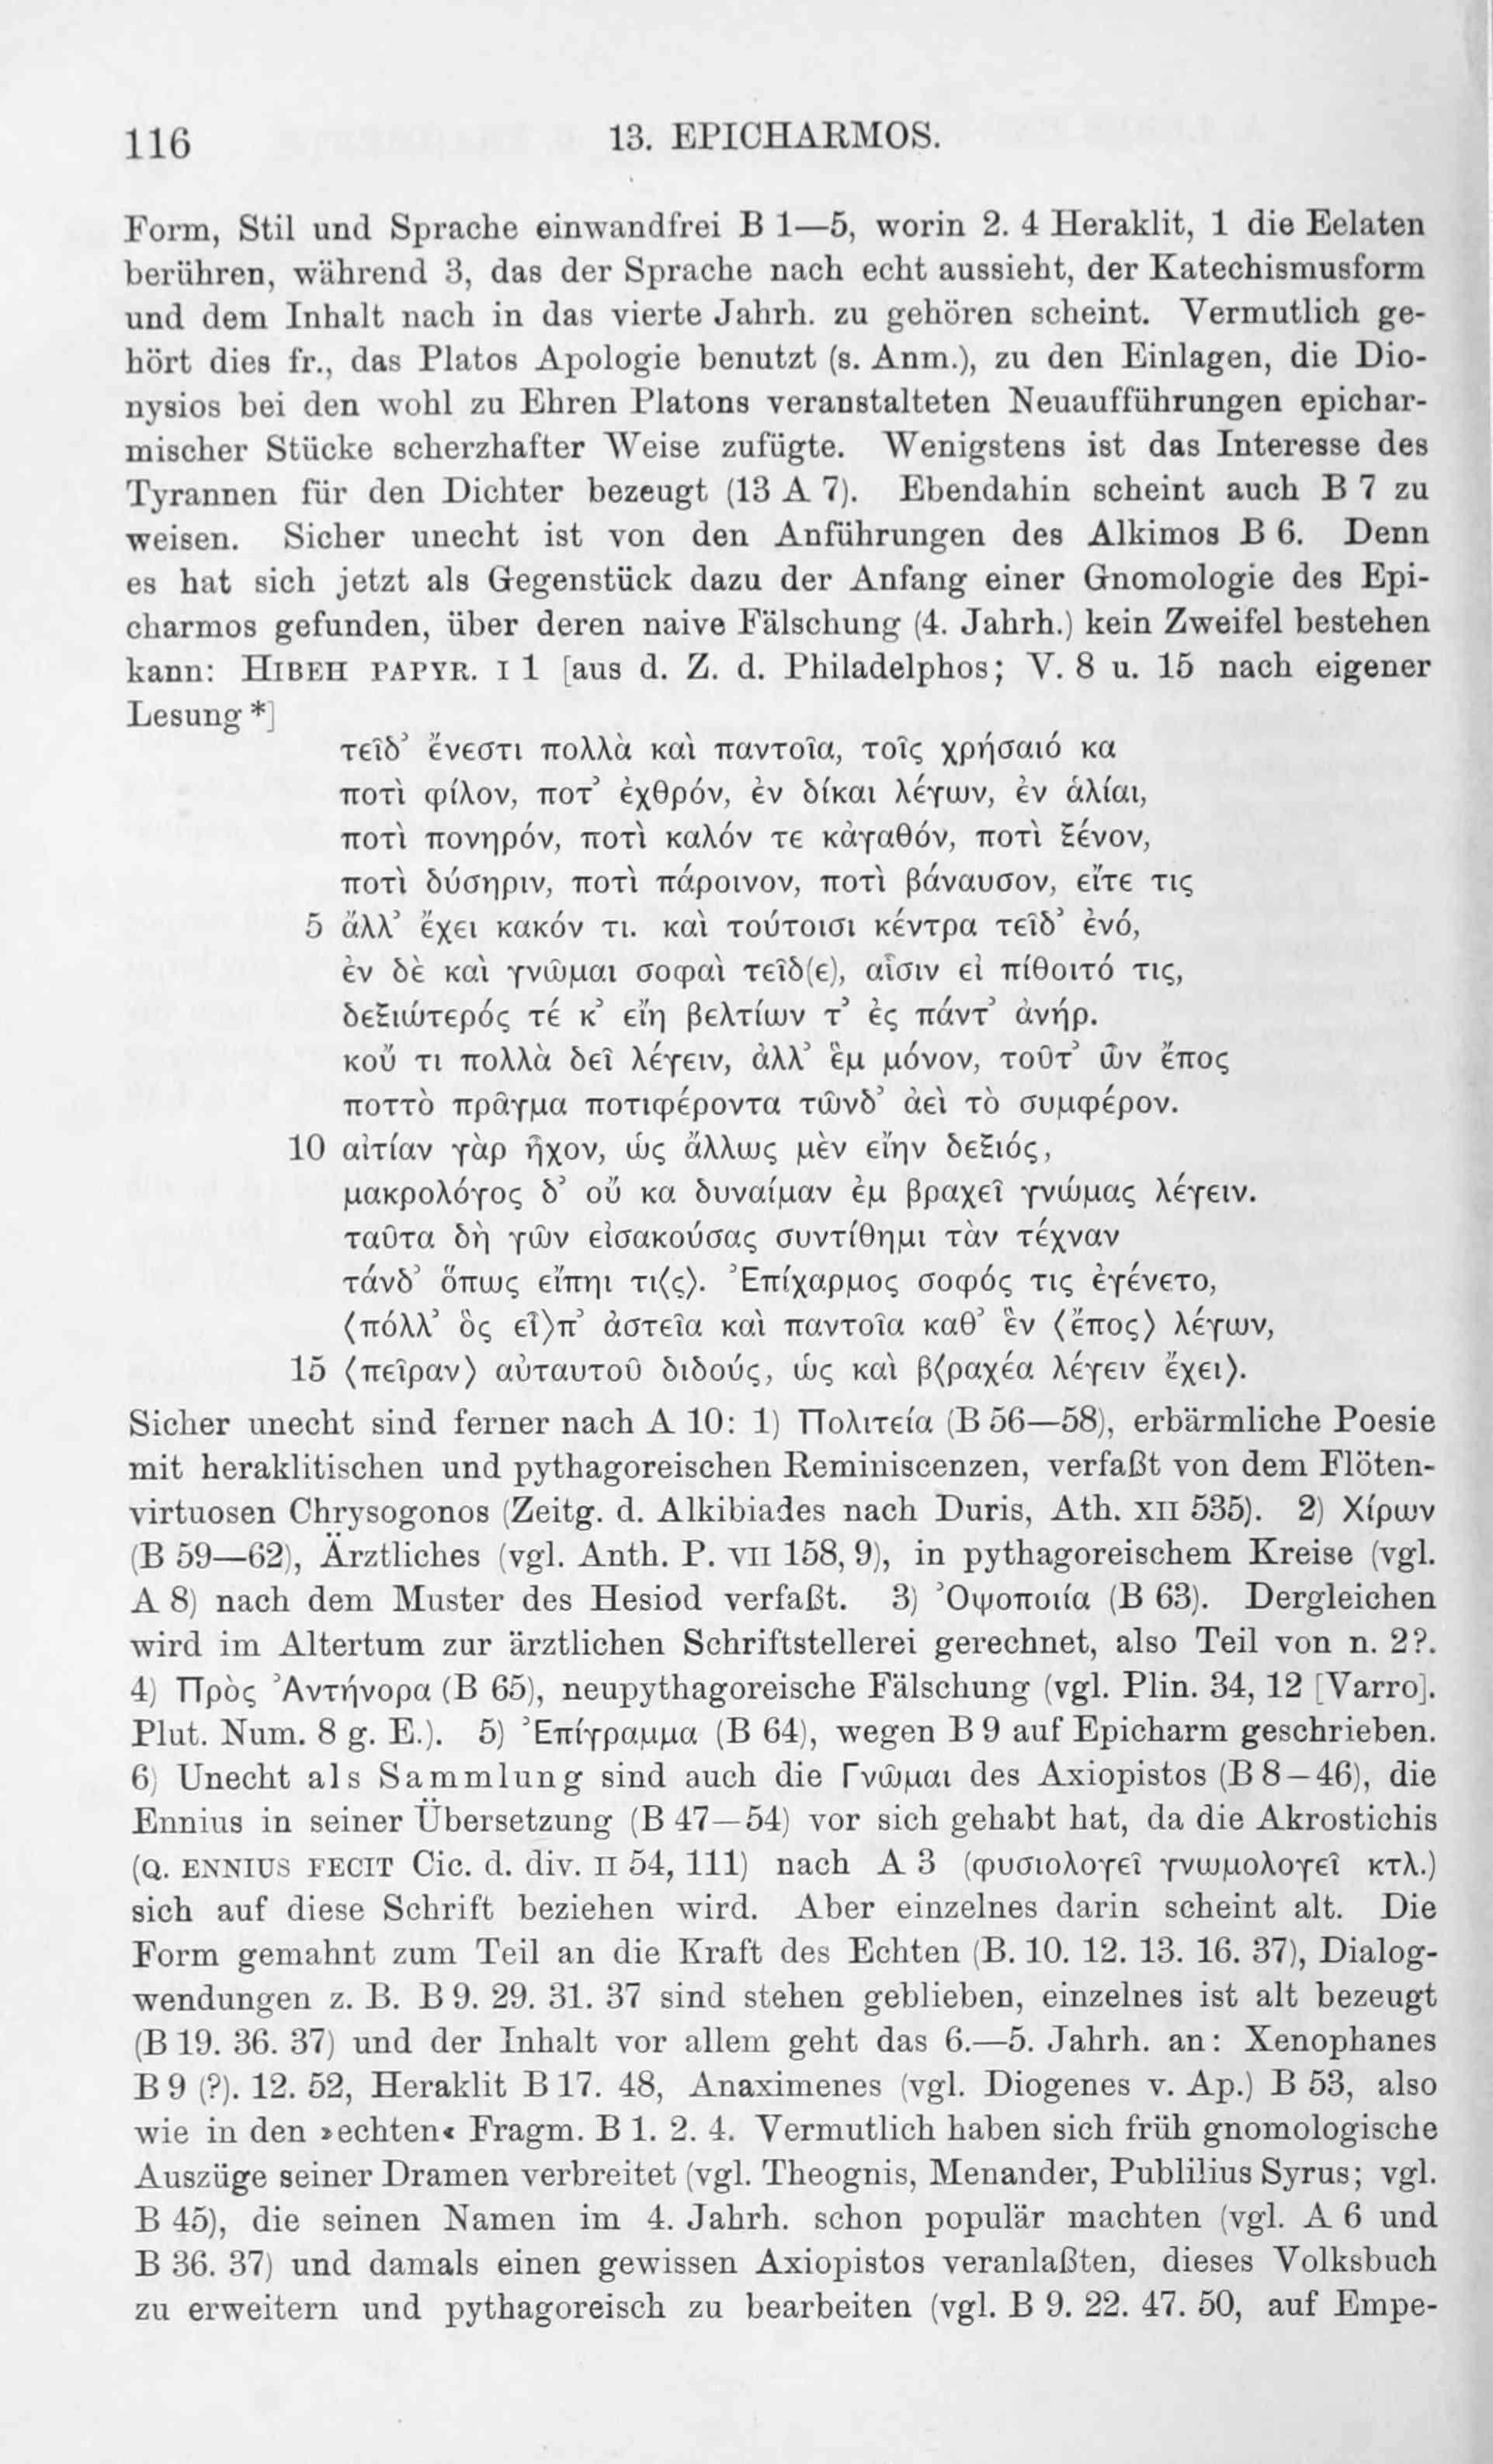 116
13. EPICHARMOS.
Form, Stil und Sprache einwandfrei B 1—5, worin 2. 4 Heraklit, 1 die Eelaten
berühren, während 3, das der Sprache nach echt aussieht, der Katechismusform
und dem Inhalt nach in das vierte Jahrh. zu gehören scheint. Vermutlich ge-
hört dies fr., das Platos Apologie benutzt (s. Anm.), zu den Einlagen, die Dio-
nysios bei den wohl zu Ehren Platons veranstalteten Neuaufführungen epichar-
mischer Stücke scherzhafter Weise zufügte. Wenigstens ist das Interesse des
Tyrannen für den Dichter bezeugt (13 A 7). Ebendahin scheint auch B 7 zu
weisen. Sicher unecht ist von den Anführungen des Alkimos B 6. Denn
es hat sich jetzt als Gegenstück dazu der Anfang einer Gnomologie des Epi-
charmos gefunden, über deren naive Fälschung (4. Jahrh.) kein Zweifel bestehen
kann: HIBEH PAPYR. I 1 [aus d. Z. d. Philadelphos; V. 8 u. 15 nach eigener
Lesung *]
τεῖδ’ ἔνεστι πολλὰ καὶ παντοῖα, τοῖς χρήσαιό κα
ποτὶ φίλον, ποτ’ ἐχθρόν, ἐν δίκαι λέγων, ἐν ἁλίαι,
ποτὶ πονηρόν, ποτὶ καλόν τε κἀγαθόν, ποτὶ ξένον,
ποτὶ δύσηριν, ποτὶ πάροινον, ποτὶ βάναυσον, εἴτε τις
5 ἄλλ’ ἔχει κακόν τι. καὶ τούτοισι κέντρα τεῖδ’ ἐνό,
ἐν δὲ καὶ γνῶμαι σοφαὶ τεῖδ(ε), αἷσιν εἰ πίθοιτό τις,
δεξιώτερός τέ κ’ εἴη βελτίων τ’ ἐς πάντ’ ἀνήρ.
κοὔ τι πολλὰ δεῖ λέγειν, ἀλλ’ ἓμ μόνον, τοῦτ’ ὦν ἔπος
ποττὸ πρᾶγμα ποτιφέροντα τῶνδ’ ἀεὶ τὸ συμφέρον.
10 αἰτίαν γὰρ ἦχον, ὡς ἄλλως μὲν εἴην δεξιός,
μακρολόγος δ’ οὔ κα δυναίμαν ἐμ βραχεῖ γνώμας λέγειν.
ταῦτα δὴ γῶν εἰσακούσας συντίθημι τὰν τέχναν
τάνδ’ ὅπως εἴπηι τι⟨ς⟩. Ἐπίχαρμος σοφός τις ἐγένετο,
⟨πόλλ’ ὃς εἶ⟩π’ ἀστεῖα καὶ παντοῖα καθ’ ἓν ⟨ἔπος⟩ λέγων,
15 ⟨πεῖραν⟩ αὑταυτοῦ διδούς, ὡς καὶ β⟨ραχέα λέγειν ἔχει⟩.
Sicher unecht sind ferner nach A 10: 1) Πολιτεία (B 56—58), erbärmliche Poesie
mit heraklitischen und pythagoreischen Reminiscenzen, verfaßt von dem Flöten-
virtuosen Chrysogonos (Zeitg. d. Alkibiades nach Duris, Ath. XII 535). 2) Χίρων
(B 59—62), Ärztliches (vgl. Anth. P. VII 158, 9), in pythagoreischem Kreise (vgl.
A 8) nach dem Muster des Hesiod verfaßt. 3) Ὀψοποιία (B 63). Dergleichen
wird im Altertum zur ärztlichen Schriftstellerei gerechnet, also Teil von n. 2?.
4) Πρὸς Ἀντήνορα (B 65), neupythagoreische Fälschung (vgl. Plin. 34, 12 [Varro].
Plut. Num. 8 g. E.). 5) Ἐπίγραμμα (B 64), wegen B 9 auf Epicharm geschrieben.
6) Unecht als Sammlung sind auch die Γνῶμαι des Axiopistos (B 8—46), die
Ennius in seiner Übersetzung (B 47—54) vor sich gehabt hat, da die Akrostichis
(Q. ENNIUS FECIT Cic. d. div. II 54, 111) nach A 3 (φυσιολογεῖ γνωμολογεῖ κτλ.)
sich auf diese Schrift beziehen wird. Aber einzelnes darin scheint alt. Die
Form gemahnt zum Teil an die Kraft des Echten (B. 10. 12. 13. 16. 37), Dialog-
wendungen z. B. B 9. 29. 31. 37 sind stehen geblieben, einzelnes ist alt bezeugt
(B 19. 36. 37) und der Inhalt vor allem geht das 6.—5. Jahrh. an: Xenophanes
B 9 (?). 12. 52, Heraklit B 17. 48, Anaximenes (vgl. Diogenes v. Ap.) B 53, also
wie in den »echten« Fragm. B 1. 2. 4. Vermutlich haben sich früh gnomologische
Auszüge seiner Dramen verbreitet (vgl. Theognis, Menander, Publilius Syrus; vgl.
B 45), die seinen Namen im 4. Jahrh. schon populär machten (vgl. A 6 und
B 36. 37) und damals einen gewissen Axiopistos veranlaßten, dieses Volksbuch
zu erweitern und pythagoreisch zu bearbeiten (vgl. B 9. 22. 47. 50, auf Empe-